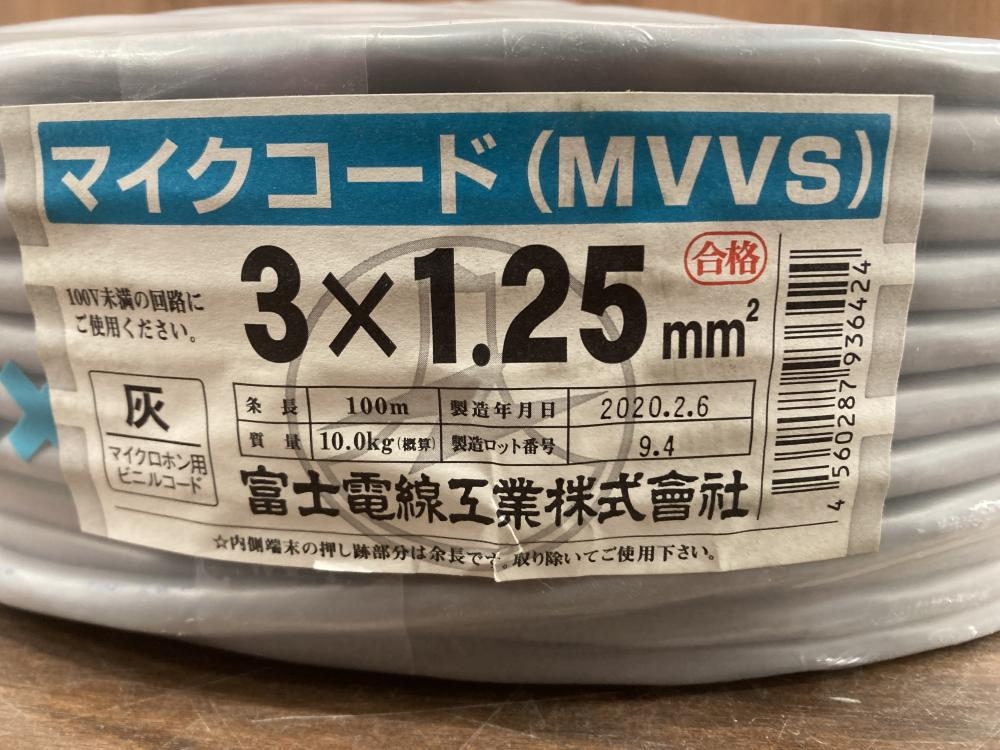 マイクコード(MVVS)
3×1.25mm²
合格
100V未満の回路に
ご使用ください。
灰
マイクロホン用
ビニルコード
条長 100m 製造年月日 2020.2.6
質量 10.0kg(概算) 製造ロット番号 9.4
富士電線工業株式會社
☆内側端末の押し跡部分は余長です。取り除いてご使用下さい。
4560287936424